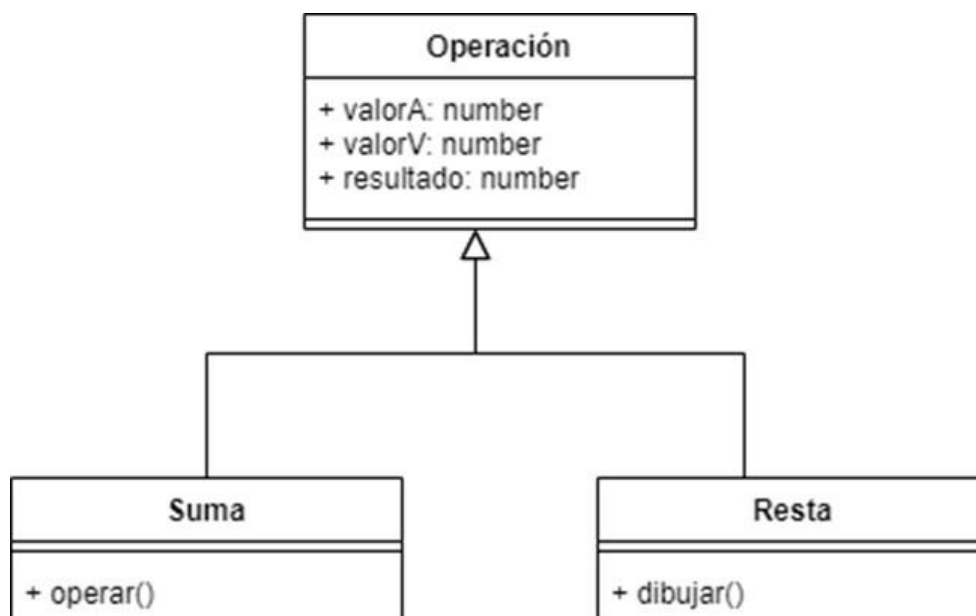 Operación
+ valorA: number
+ valorV: number
+ resultado: number
Suma
+ operar()
Resta
+ dibujar()